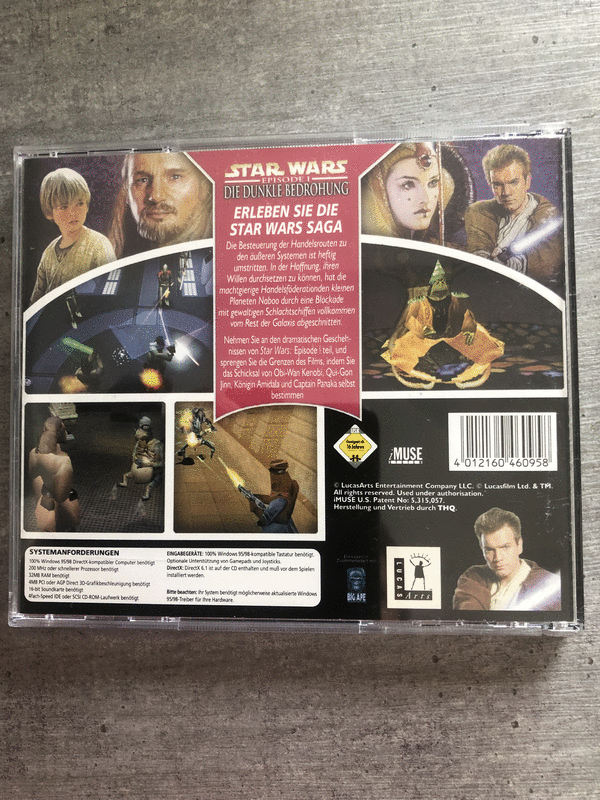 STAR WARS
EPISODE I
DIE DUNKLE BEDROHUNG
ERLEBEN SIE DIE
STAR WARS SAGA
Die Besteuerung der Handelsrouten zu
den äußeren Systemen ist heftig
umstritten. In der Hoffnung, ihren
Willen durchsetzen zu können, hat die
machtgierige Handelsföderationden kleinen
Planeten Naboo durch eine Blockade
mit gewaltigen Schlachtschiffen vollkommen
vom Rest der Galaxis abgeschnitten.
Nehmen Sie an den dramatischen Gescheh-
nissen von Star Wars: Episode I teil, und
sprengen Sie die Grenzen des Films, indem Sie
das Schicksal von Obi-Wan Kerobi, Qui-Gon
Jinn, Königin Amidala und Captain Panaka selbst
bestimmen
USK
Geeignet ab
16 Jahren
iMUSE
4 012160 460958
© LucasArts Entertainment Company LLC. © Lucasfilm Ltd. & TM.
All rights reserved. Used under authorisation.
iMUSE U.S. Patent No: 5,315,057.
Herstellung und Vertrieb durch THQ.
SYSTEMANFORDERUNGEN
100% Windows 95/98 DirectX-kompatibler Computer benötigt
200 MHz oder schnellerer Prozessor benötigt
32MB RAM benötigt
4MB PCI oder AGP Direct 3D-Grafikbeschleunigung benötigt
16-bit Soundkarte benötigt
4fach-Speed IDE oder SCSI CD-ROM-Laufwerk benötigt
EINGABEGERÄTE: 100% Windows 95/98-kompatible Tastatur benötigt.
Optionale Unterstützung von Gamepads und Joysticks.
DirectX: DirectX 6.1 ist auf der CD enthalten und muß vor dem Spielen
installiert werden.
Bitte beachten: Ihr System benötigt möglicherweise aktualisierte Windows
95/98-Treiber für Ihre Hardware.
BIG APE
LUCAS
Arts